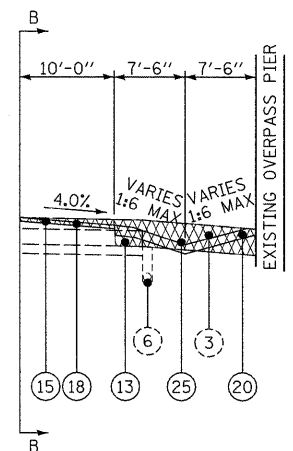 B
10'-0" 7'-6" 7'-6"
EXISTING OVERPASS PIER
4.0%
VARIES
1:6 MAX
VARIES
1:6 MAX
6
3
15 18 13 25 20
B